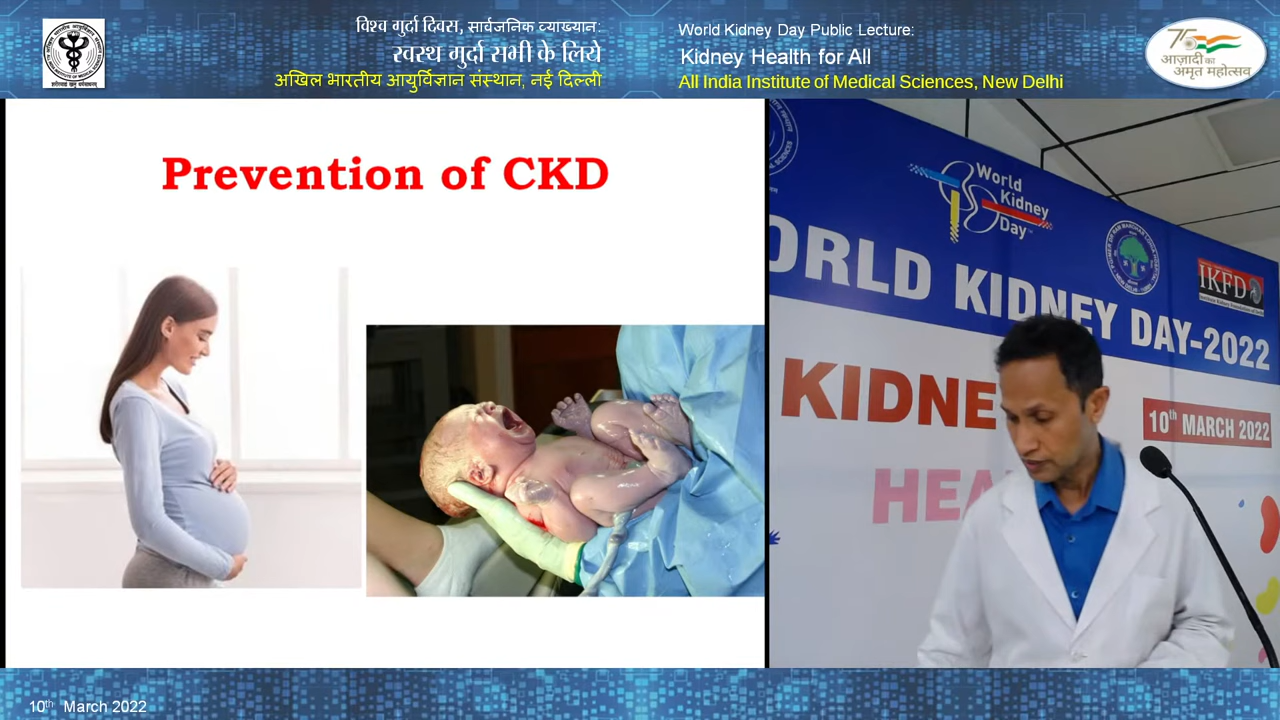 विश्व गुर्दा दिवस, सार्वजनिक व्याख्यान:
स्वस्थ गुर्दा सभी के लिये
अखिल भारतीय आयुर्विज्ञान संस्थान, नई दिल्ली
World Kidney Day Public Lecture:
Kidney Health for All
All India Institute of Medical Sciences, New Delhi
75
आज़ादी का
अमृत महोत्सव
Prevention of CKD
World
Kidney
Day
IKFD
ORLD KIDNEY DAY-2022
KIDNE
10th MARCH 2022
HEA
10th March 2022